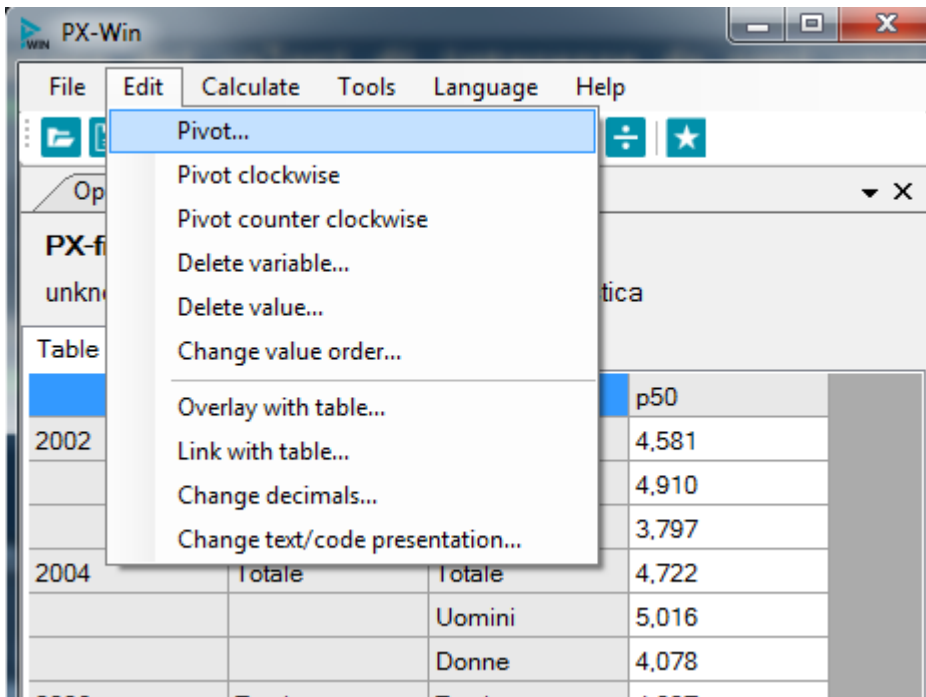 WIN PX-Win
File Edit Calculate Tools Language Help
Pivot...
Pivot clockwise
Pivot counter clockwise
Delete variable...
Delete value...
Change value order...
Overlay with table...
Link with table...
Change decimals...
Change text/code presentation...
Op
PX-fi
unkn tica
Table
p50
2002 4,581
4,910
3,797
2004 Totale Totale 4,722
Uomini 5,016
Donne 4,078